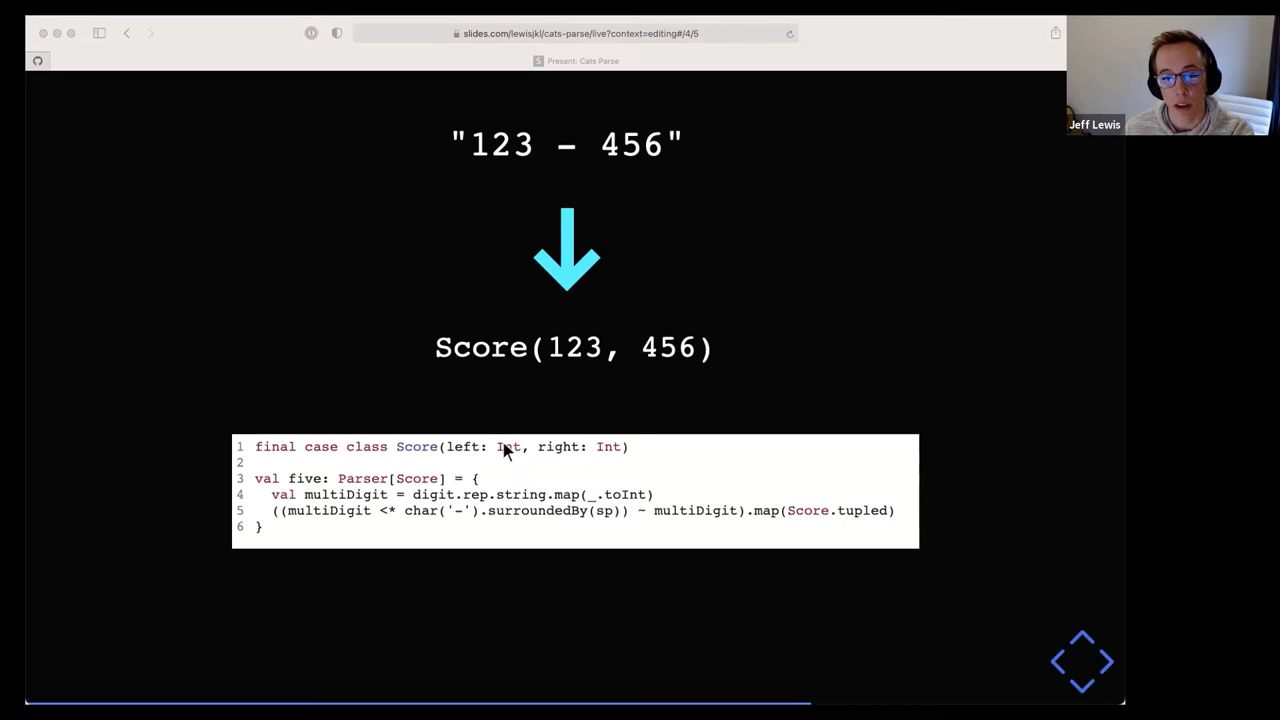 slides.com/lewisjkl/cats-parse/live?context=editing#/4/5
S Present: Cats Parse
Jeff Lewis
"123 - 456"
Score(123, 456)
1 final case class Score(left: Int, right: Int)
2
3 val five: Parser[Score] = {
4 val multiDigit = digit.rep.string.map(_.toInt)
5 ((multiDigit <* char('-').surroundedBy(sp)) ~ multiDigit).map(Score.tupled)
6 }